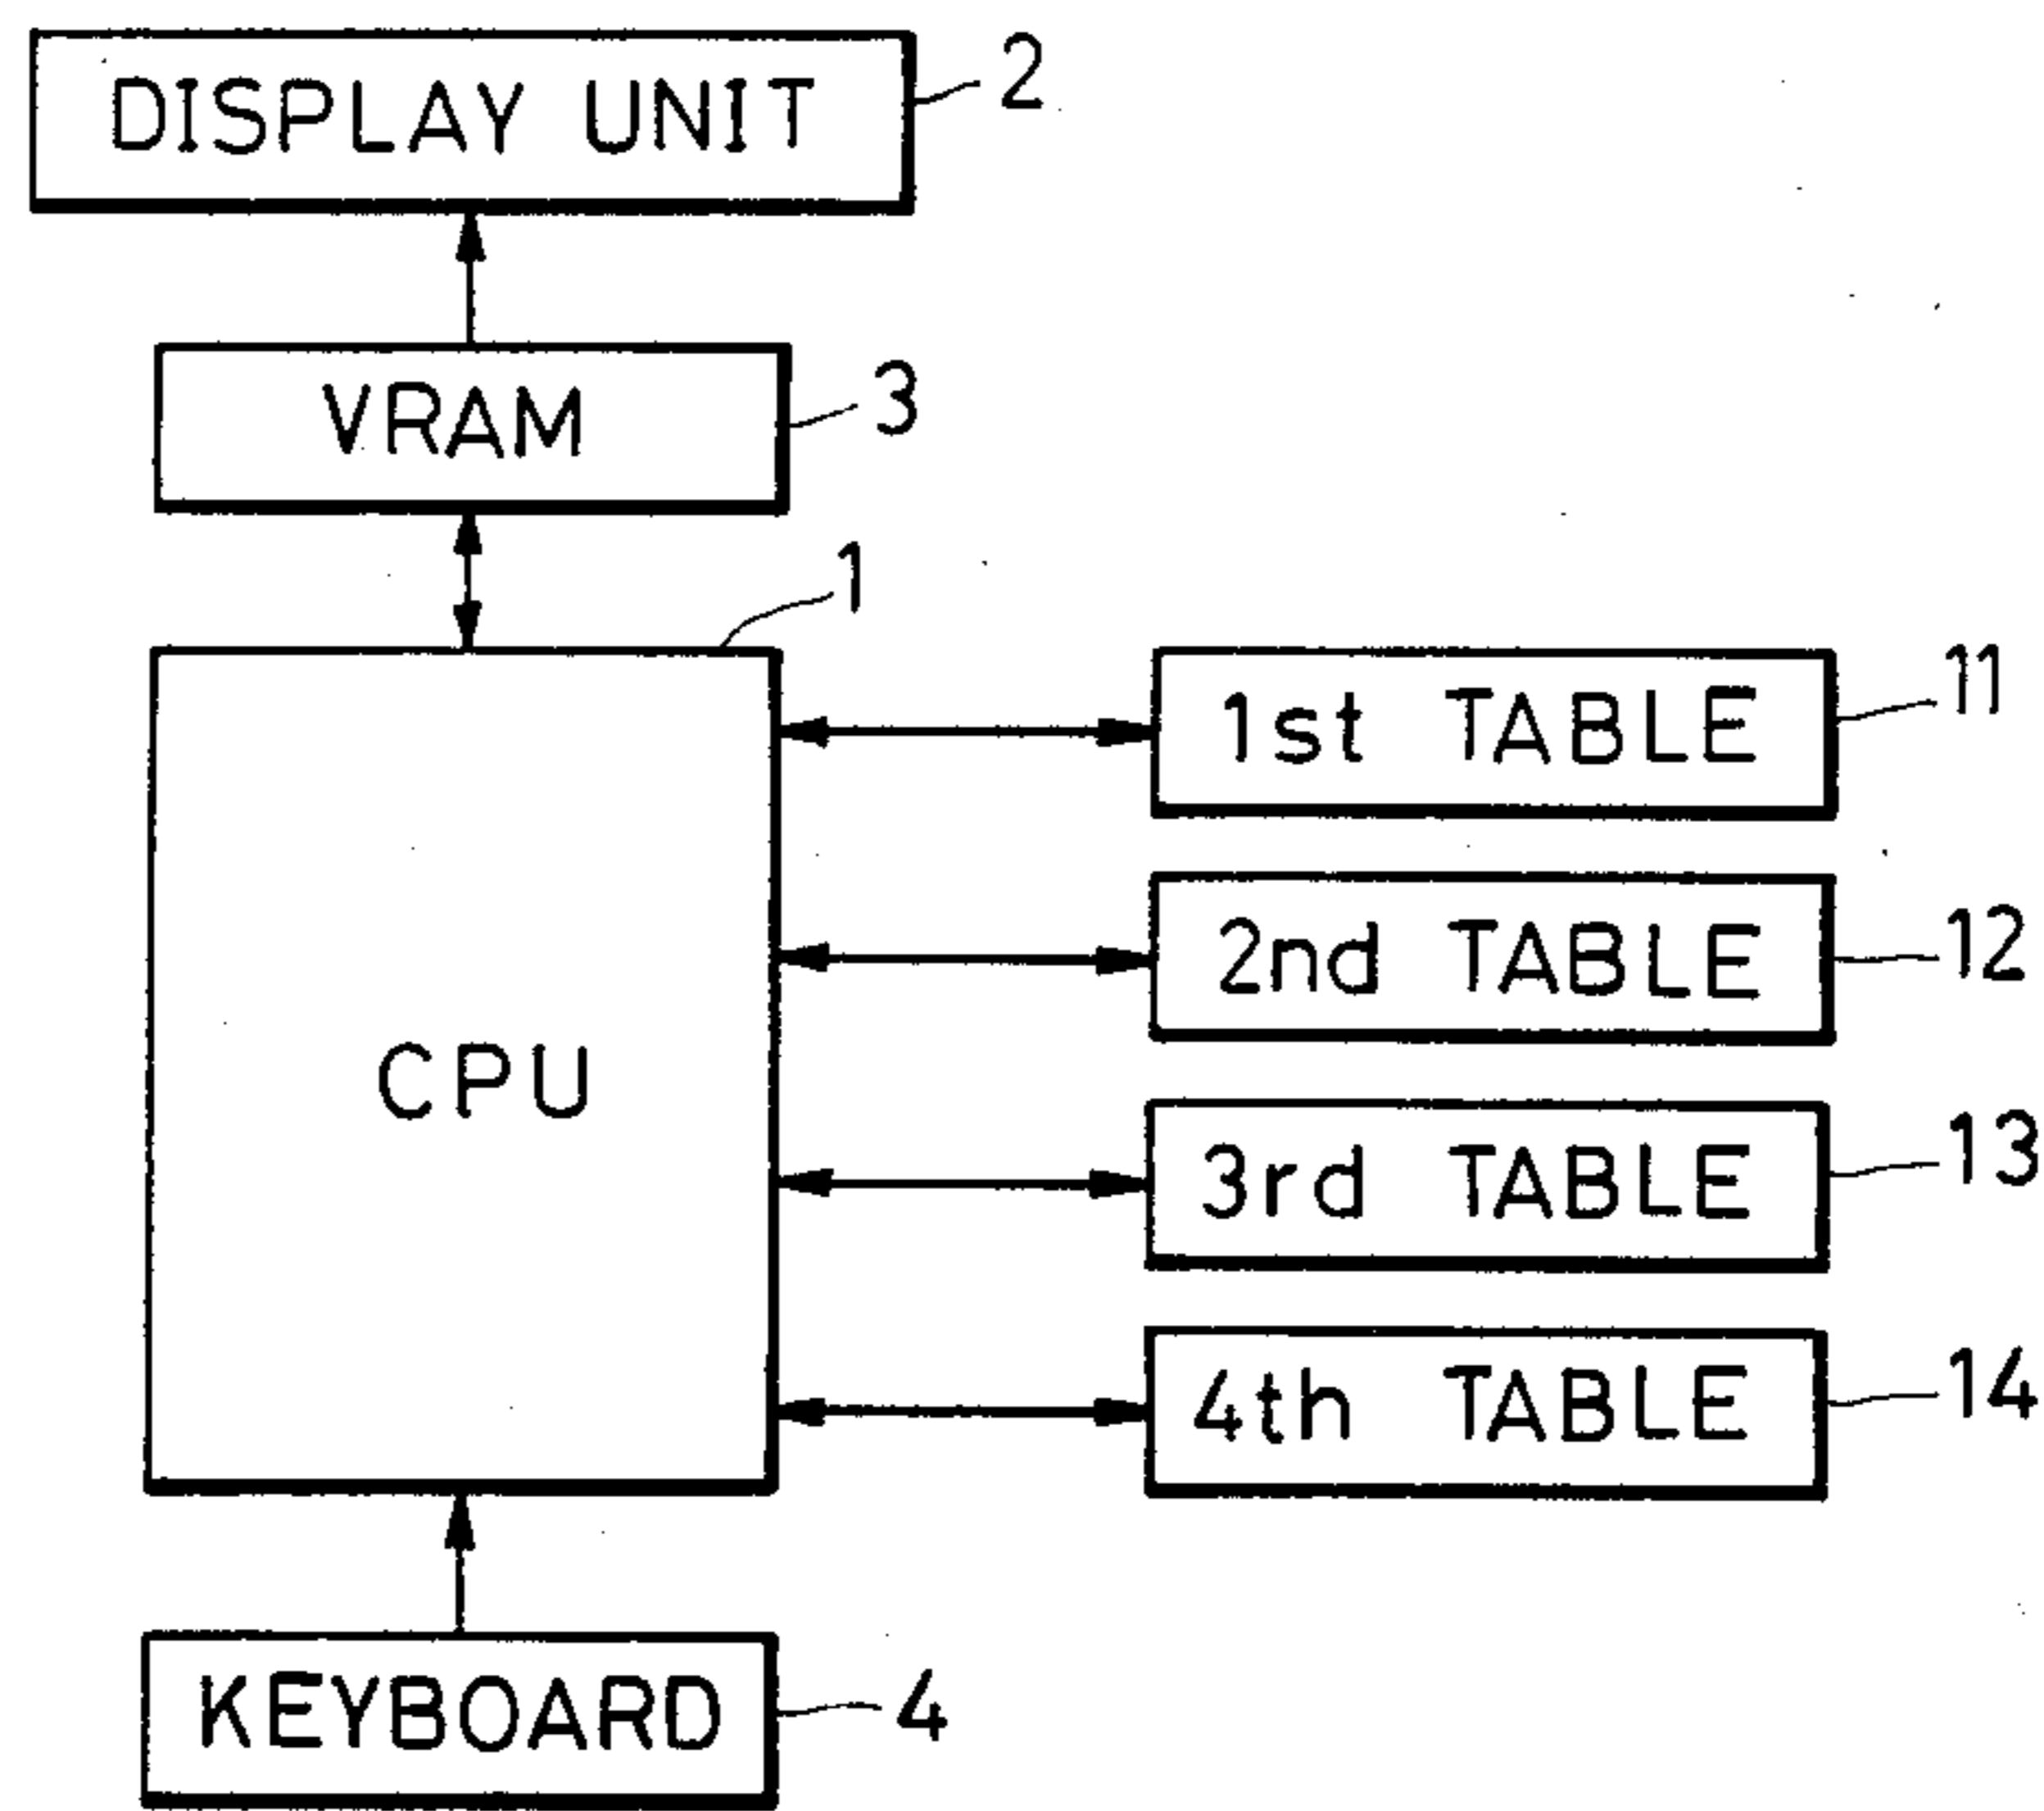 DISPLAY UNIT 2
VRAM 3
1
1st TABLE 11
2nd TABLE 12
CPU
3rd TABLE 13
4th TABLE 14
KEYBOARD 4